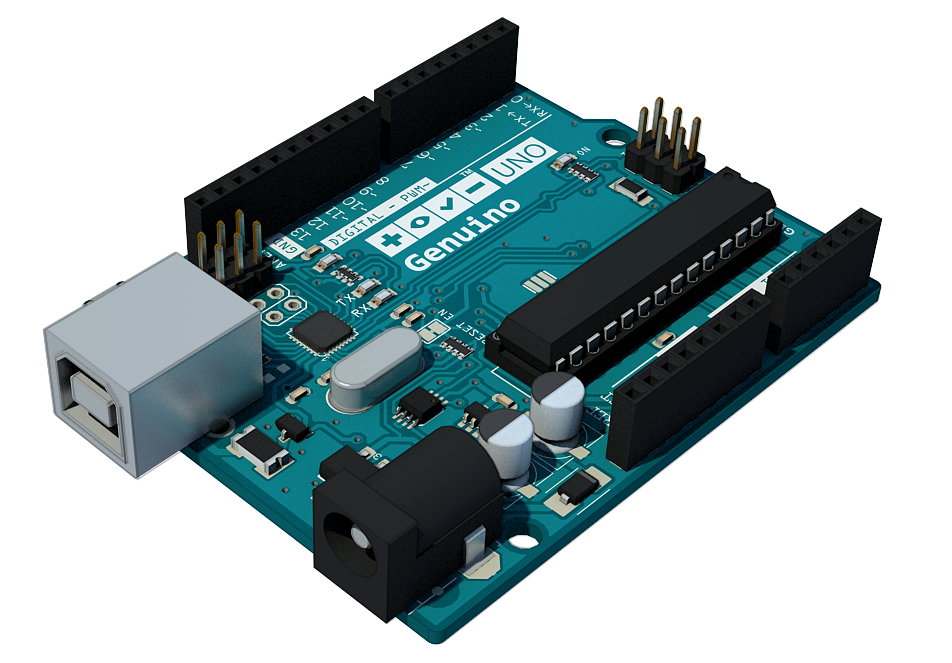 Genuino
™
UNO
DIGITAL - PWM~
TX→1
RX←0
2
~3
4
~5
~6
7
8
~9
~10
~11
12
13
GND
ON
TX
RX
RESET EN